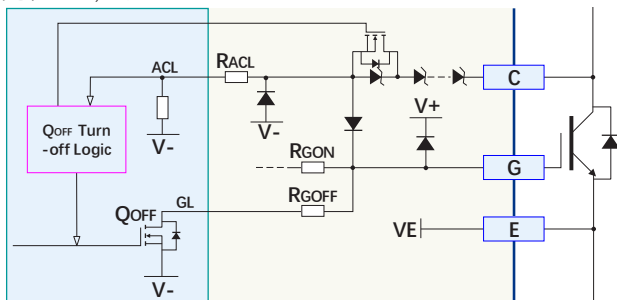 ACL
RACL
C
V-
V-
V+
QOFF Turn
-off Logic
RGON
G
RGOFF
QOFF
GL
VE
E
V-